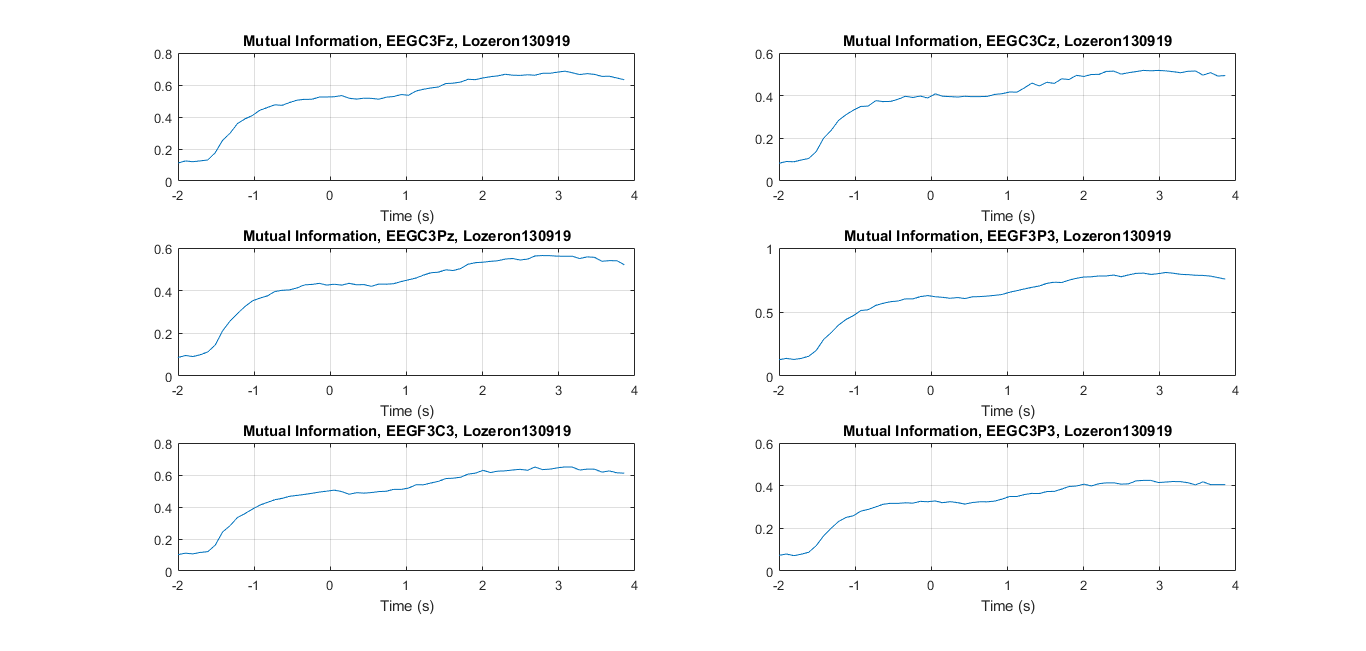 Mutual Information, EEGC3Fz, Lozeron130919
0.8
0.6
0.4
0.2
0
-2 -1 0 1 2 3 4
Time (s)
Mutual Information, EEGC3Cz, Lozeron130919
0.6
0.4
0.2
0
-2 -1 0 1 2 3 4
Time (s)
Mutual Information, EEGC3Pz, Lozeron130919
0.6
0.4
0.2
0
-2 -1 0 1 2 3 4
Time (s)
Mutual Information, EEGF3P3, Lozeron130919
1
0.5
0
-2 -1 0 1 2 3 4
Time (s)
Mutual Information, EEGF3C3, Lozeron130919
0.8
0.6
0.4
0.2
0
-2 -1 0 1 2 3 4
Time (s)
Mutual Information, EEGC3P3, Lozeron130919
0.6
0.4
0.2
0
-2 -1 0 1 2 3 4
Time (s)